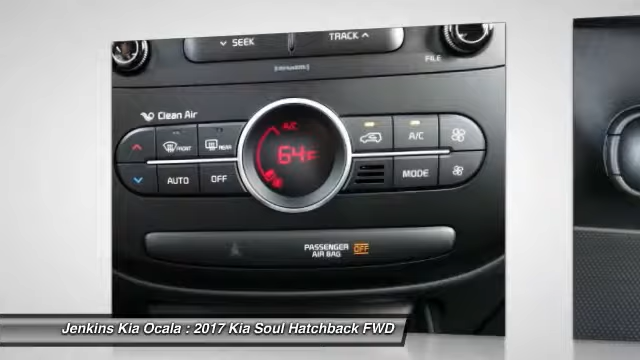 SEEK
TRACK
SiriusXM
FILE
Clean Air
A/C
FRONT
REAR
64F
A/C
AUTO
OFF
MODE
PASSENGER
AIR BAG
OFF
Jenkins Kia Ocala : 2017 Kia Soul Hatchback FWD